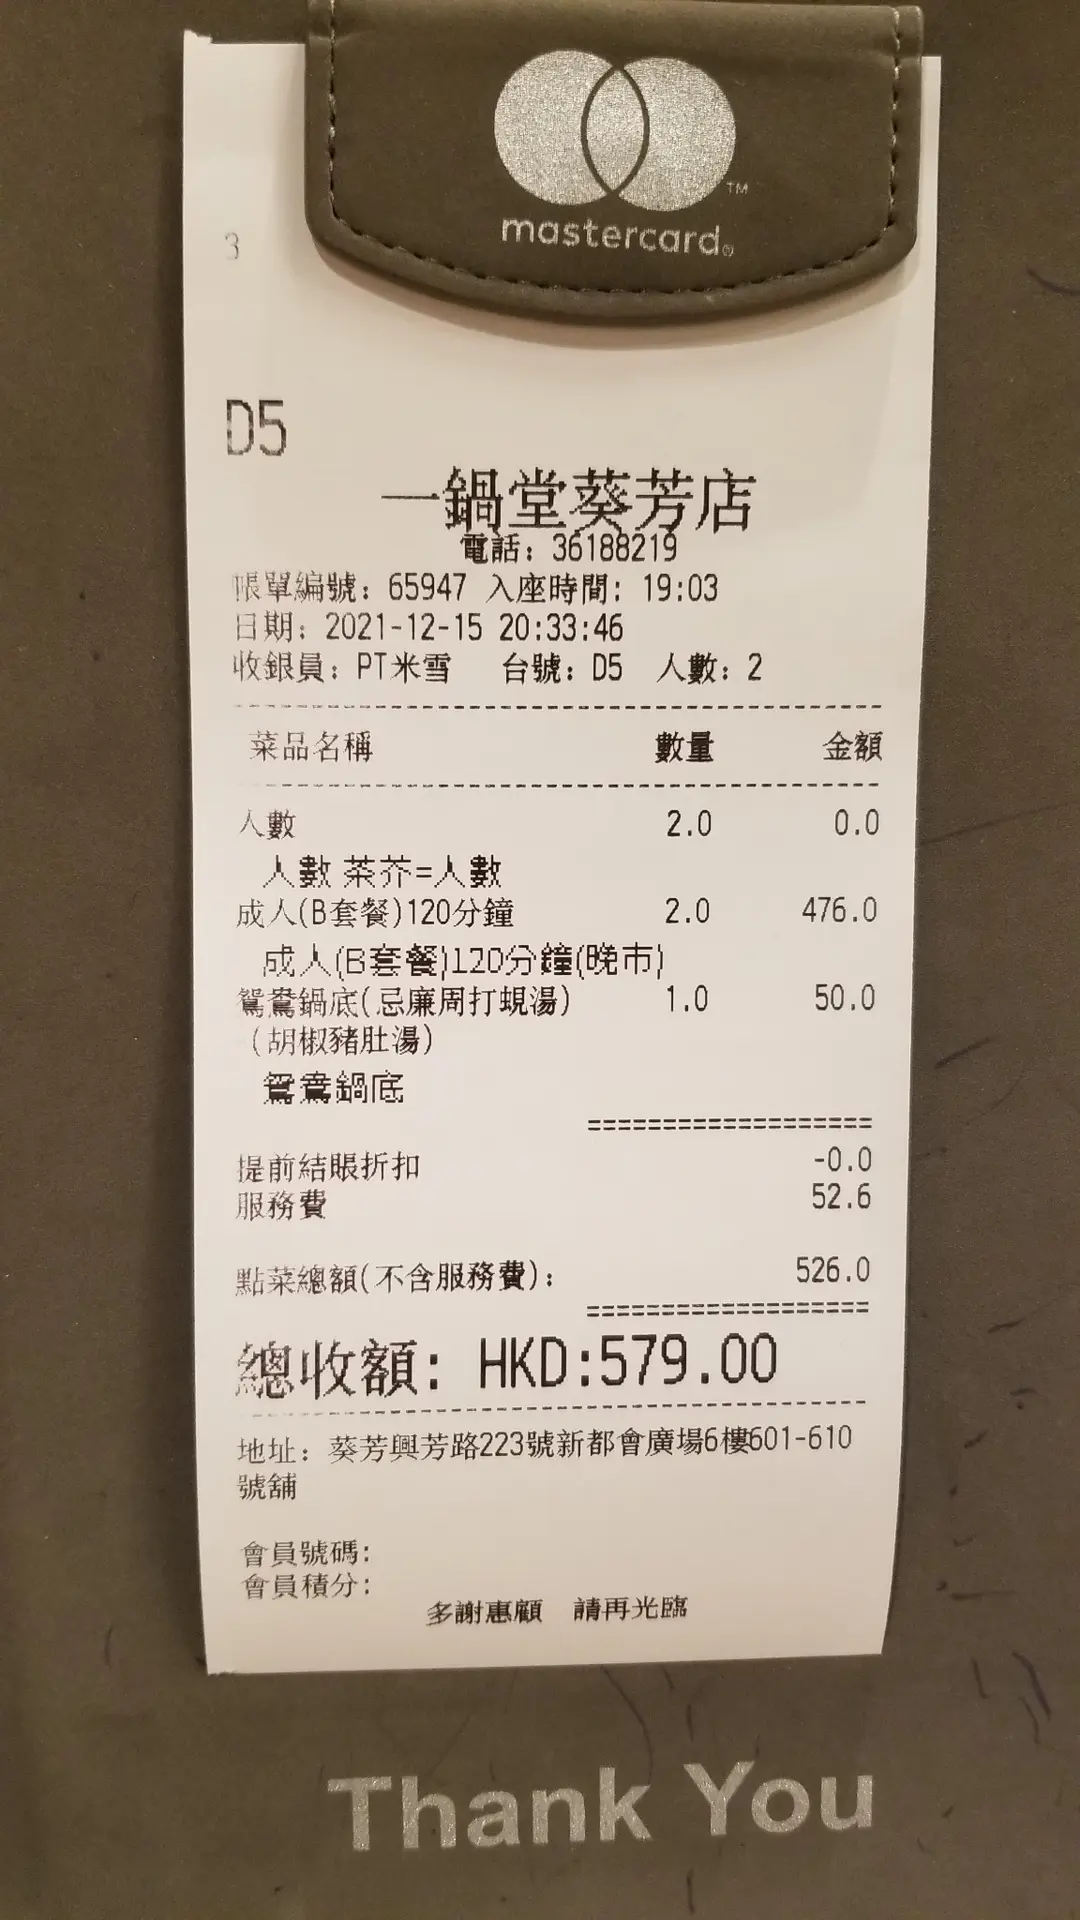 mastercard®
TM
3
D5
一鍋堂葵芳店
電話: 36188219
帳單編號: 65947 入座時間: 19:03
日期: 2021-12-15 20:33:46
收銀員: PT米雪 台號: D5 人數: 2
菜品名稱 數量 金額
人數 2.0 0.0
人數 茶芥=人數
成人(B套餐)120分鐘 2.0 476.0
成人(B套餐)120分鐘(晚市)
鴛鴦鍋底(忌廉周打蜆湯) 1.0 50.0
(胡椒豬肚湯)
鴛鴦鍋底
===================
提前結賬折扣 -0.0
服務費 52.6
點菜總額(不含服務費): 526.0
===================
總收額: HKD:579.00
地址: 葵芳興芳路223號新都會廣場6樓601-610
號舖
會員號碼:
會員積分:
多謝惠顧 請再光臨
Thank You